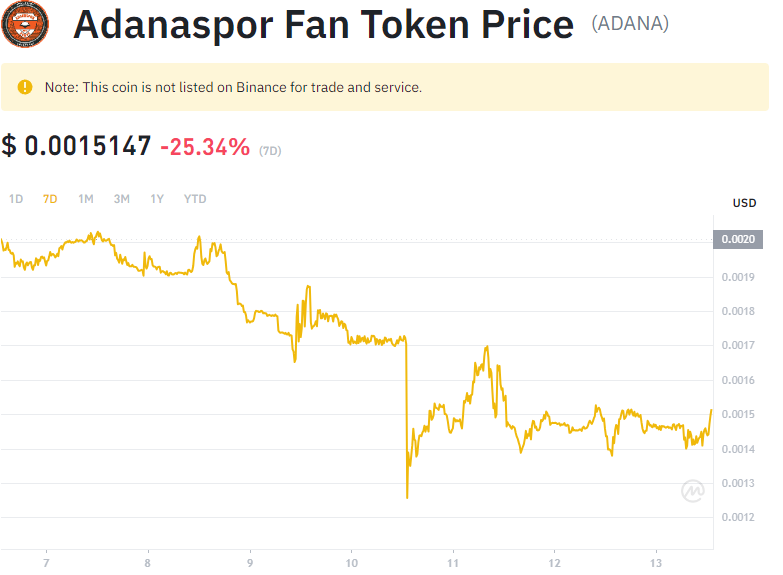 Adanaspor Fan Token Price (ADANA)
Note: This coin is not listed on Binance for trade and service.
$ 0.0015147 -25.34% (7D)
1D 7D 1M 3M 1Y YTD
USD
0.0020
0.0019
0.0018
0.0017
0.0016
0.0015
0.0014
0.0013
0.0012
7 8 9 10 11 12 13